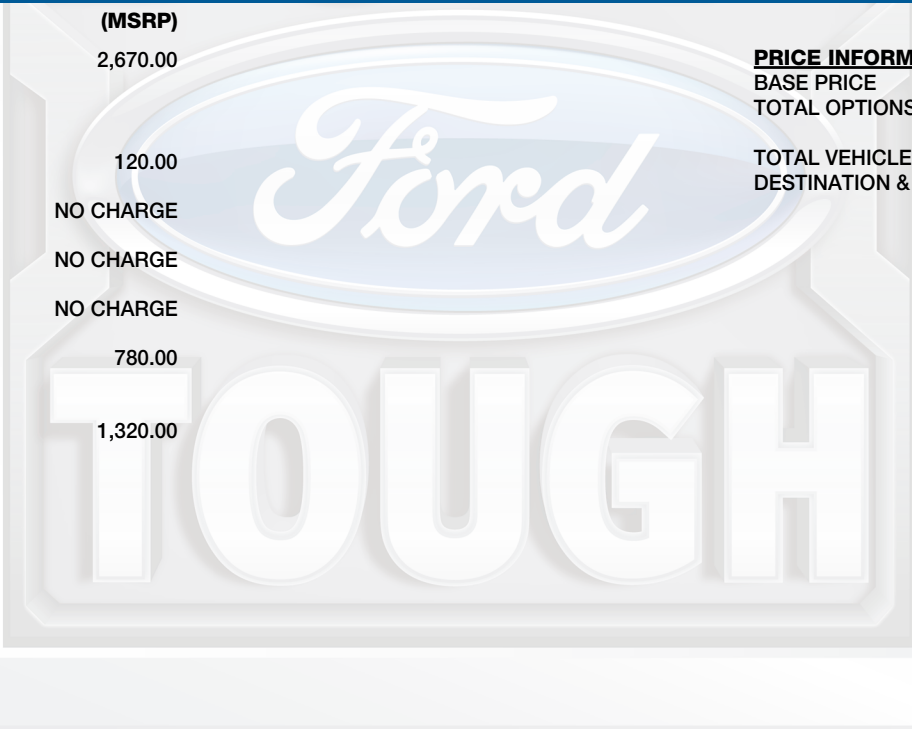 (MSRP)
2,670.00
120.00
NO CHARGE
NO CHARGE
NO CHARGE
780.00
1,320.00
PRICE INFORM
BASE PRICE
TOTAL OPTIONS
TOTAL VEHICLE
DESTINATION &
Ford
TOUGH